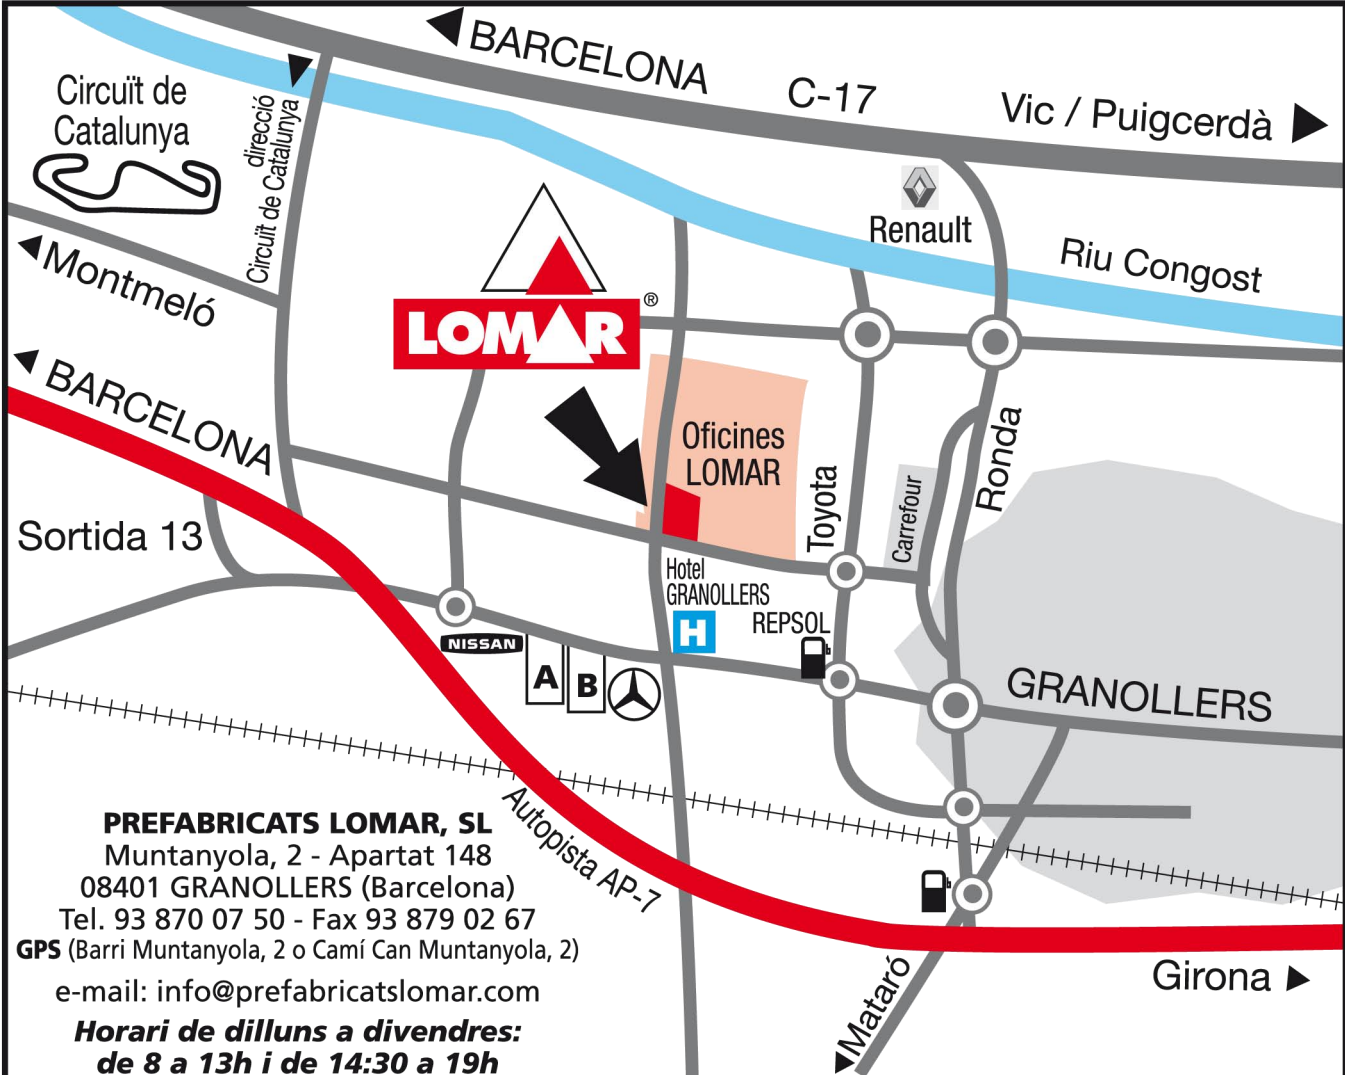 BARCELONA
C-17
Vic / Puigcerdà
Circuït de
Catalunya
direcció
Circuït de Catalunya
Renault
Riu Congost
Montmeló
LOMAR
®
BARCELONA
Oficines
LOMAR
Toyota
Carrefour
Ronda
Sortida 13
Hotel
GRANOLLERS
H
REPSOL
NISSAN
A
B
GRANOLLERS
Autopista AP-7
PREFABRICATS LOMAR, SL
Muntanyola, 2 - Apartat 148
08401 GRANOLLERS (Barcelona)
Tel. 93 870 07 50 - Fax 93 879 02 67
GPS (Barri Muntanyola, 2 o Camí Can Muntanyola, 2)
e-mail: info@prefabricatslomar.com
Horari de dilluns a divendres:
de 8 a 13h i de 14:30 a 19h
Girona
Mataró